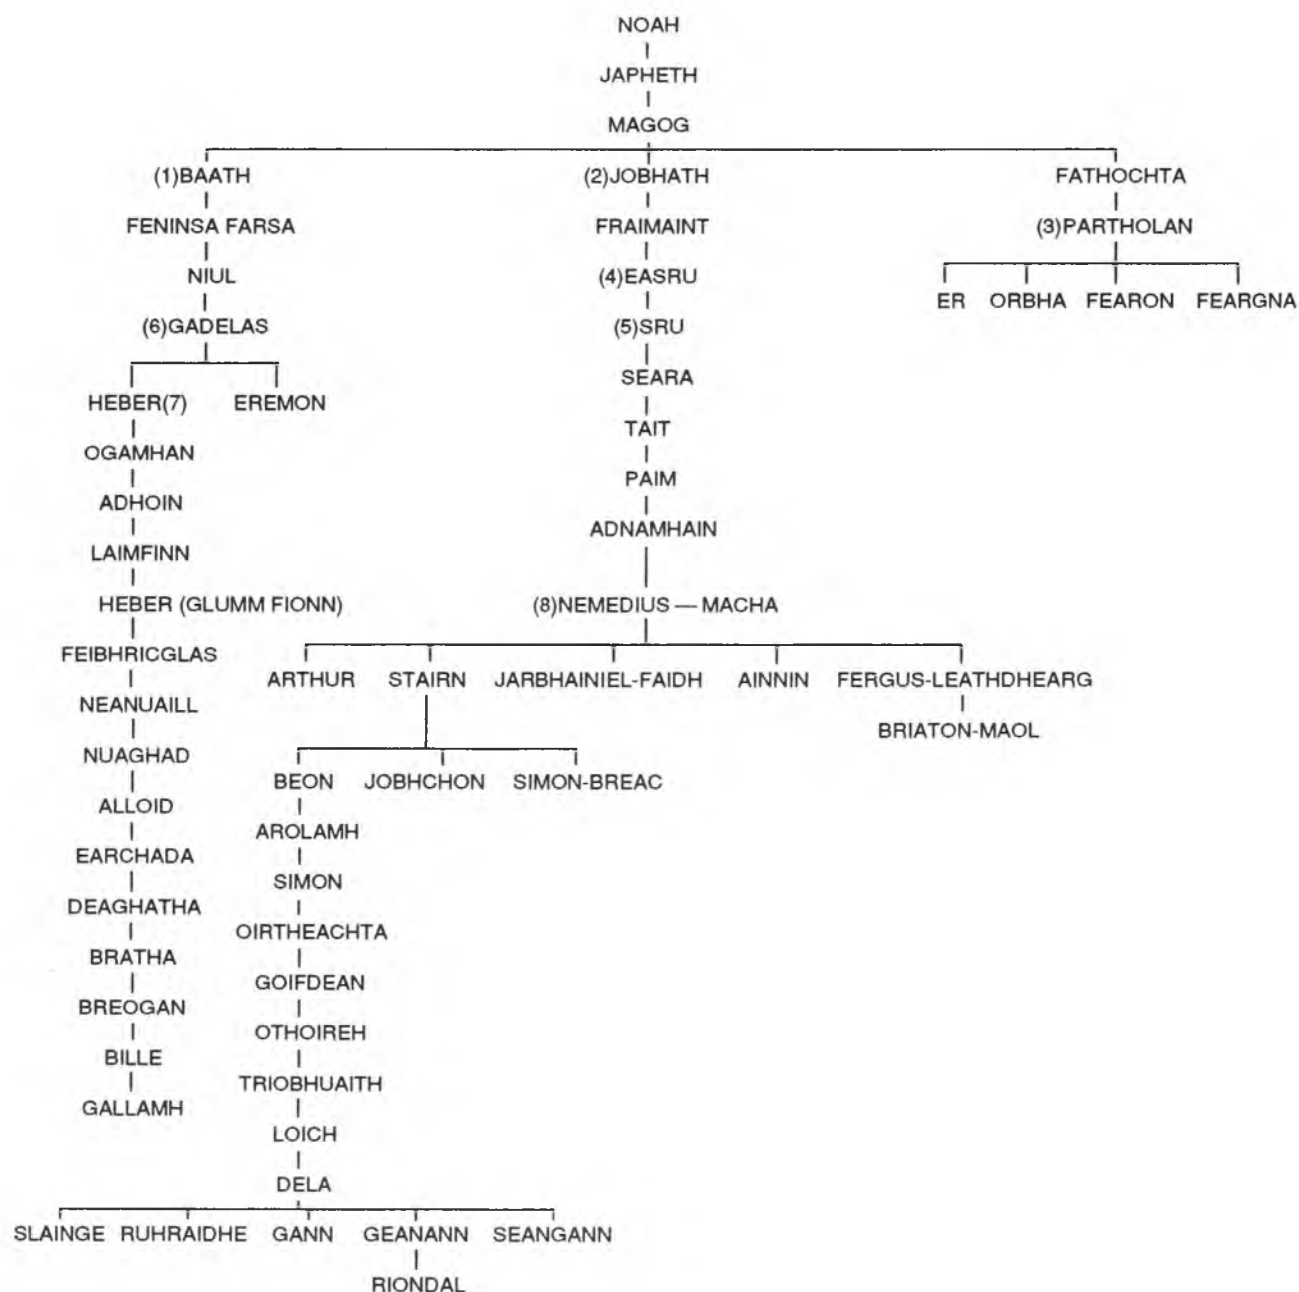 NOAH
JAPHETH
MAGOG
(1)BAATH (2)JOBHATH FATHOCHTA
FENINSA FARSA FRAIMAINT (3)PARTHOLAN
NIUL (4)EASRU ER ORBHA FEARON FEARGNA
(6)GADELAS (5)SRU
SEARA
HEBER(7) EREMON
TAIT
OGAMHAN
PAIM
ADHOIN
ADNAMHAIN
LAIMFINN
HEBER (GLUMM FIONN) (8)NEMEDIUS — MACHA
FEIBHRICGLAS
ARTHUR STAIRN JARBHAINIEL-FAIDH AINNIN FERGUS-LEATHDHEARG
NEANUAILL
BRIATON-MAOL
NUAGHAD
BEON JOBHCHON SIMON-BREAC
ALLOID
AROLAMH
EARCHADA
SIMON
DEAGHATHA
OIRTHEACHTA
BRATHA
GOIFDEAN
BREOGAN
OTHOIREH
BILLE
TRIOBHUAITH
GALLAMH
LOICH
DELA
SLAINGE RUHRAIDHE GANN GEANANN SEANGANN
RIONDAL